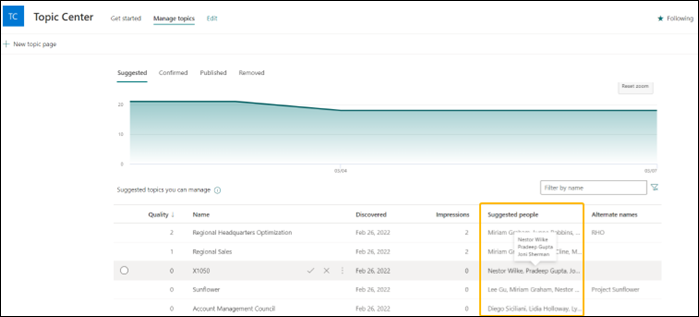 TC Topic Center Get started Manage topics Edit Following
+ New topic page
Suggested Confirmed Published Removed
Reset zoom
20
10
0
03/04 03/07
Suggested topics you can manage Filter by name
Quality ↓ Name Discovered Impressions Suggested people Alternate names
2 Regional Headquarters Optimization Feb 26, 2022 2 Miriam Graham, Robbins, ... RHO
Nestor Wilke
1 Regional Sales Feb 26, 2022 2 Miriam Cline, M...
Pradeep Gupta
Joni Sherman
0 X1050 Feb 26, 2022 0 Nestor Wilke, Pradeep Gupta, Jo...
0 Sunflower Feb 26, 2022 0 Lee Gu, Miriam Graham, Nestor ... Project Sunflower
0 Account Management Council Feb 26, 2022 0 Diego Siciliani, Lidia Holloway, Ly...